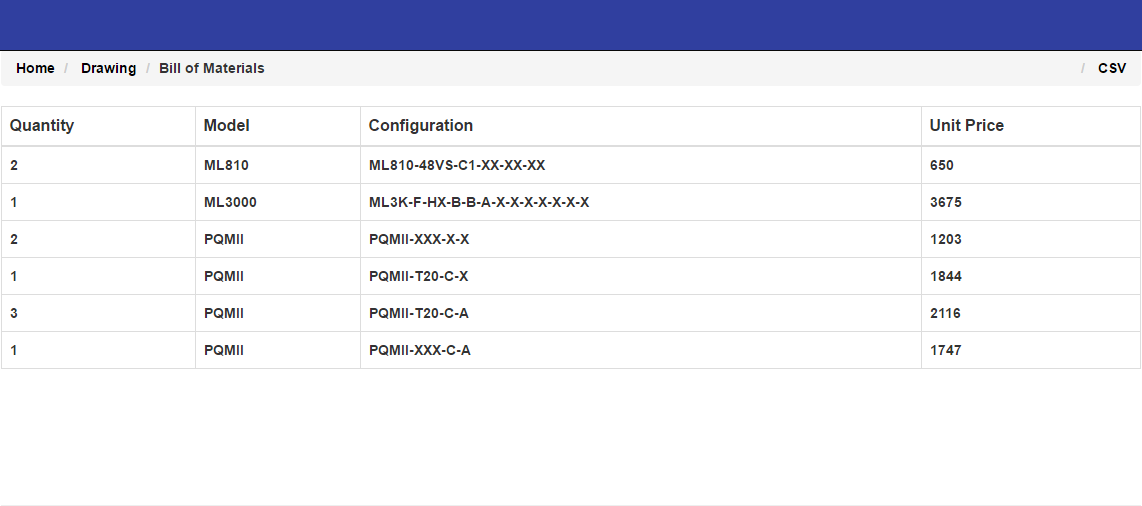 Home / Drawing / Bill of Materials / CSV
Quantity Model Configuration Unit Price
2 ML810 ML810-48VS-C1-XX-XX-XX 650
1 ML3000 ML3K-F-HX-B-B-A-X-X-X-X-X-X-X 3675
2 PQMII PQMII-XXX-X-X 1203
1 PQMII PQMII-T20-C-X 1844
3 PQMII PQMII-T20-C-A 2116
1 PQMII PQMII-XXX-C-A 1747